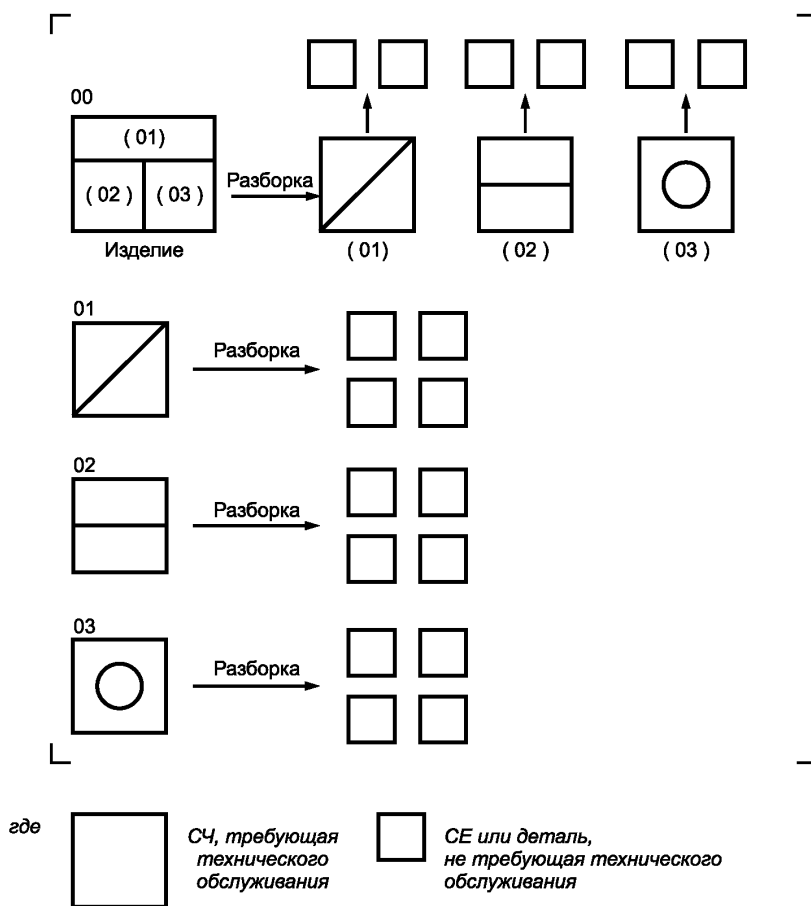 00
( 01)
( 02 ) ( 03 )
Изделие
Разборка
( 01)
( 02 )
( 03 )
01
Разборка
02
Разборка
03
Разборка
где
СЧ, требующая
технического
обслуживания
СЕ или деталь,
не требующая технического
обслуживания